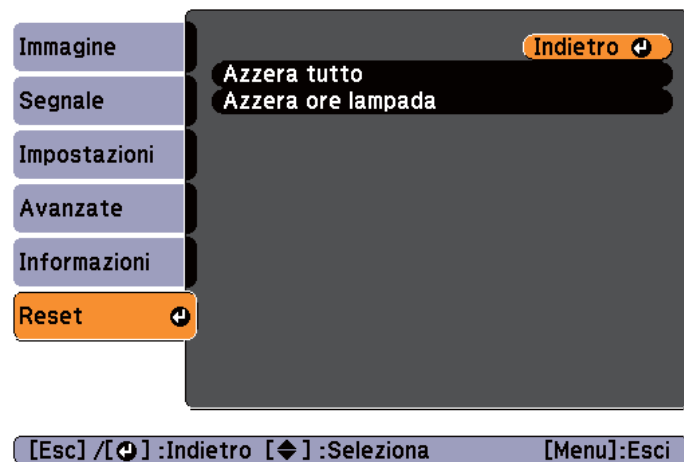 Immagine
Segnale
Impostazioni
Avanzate
Informazioni
Reset
Indietro
Azzera tutto
Azzera ore lampada
[Esc] /[⏎] :Indietro [◆] :Seleziona [Menu]:Esci